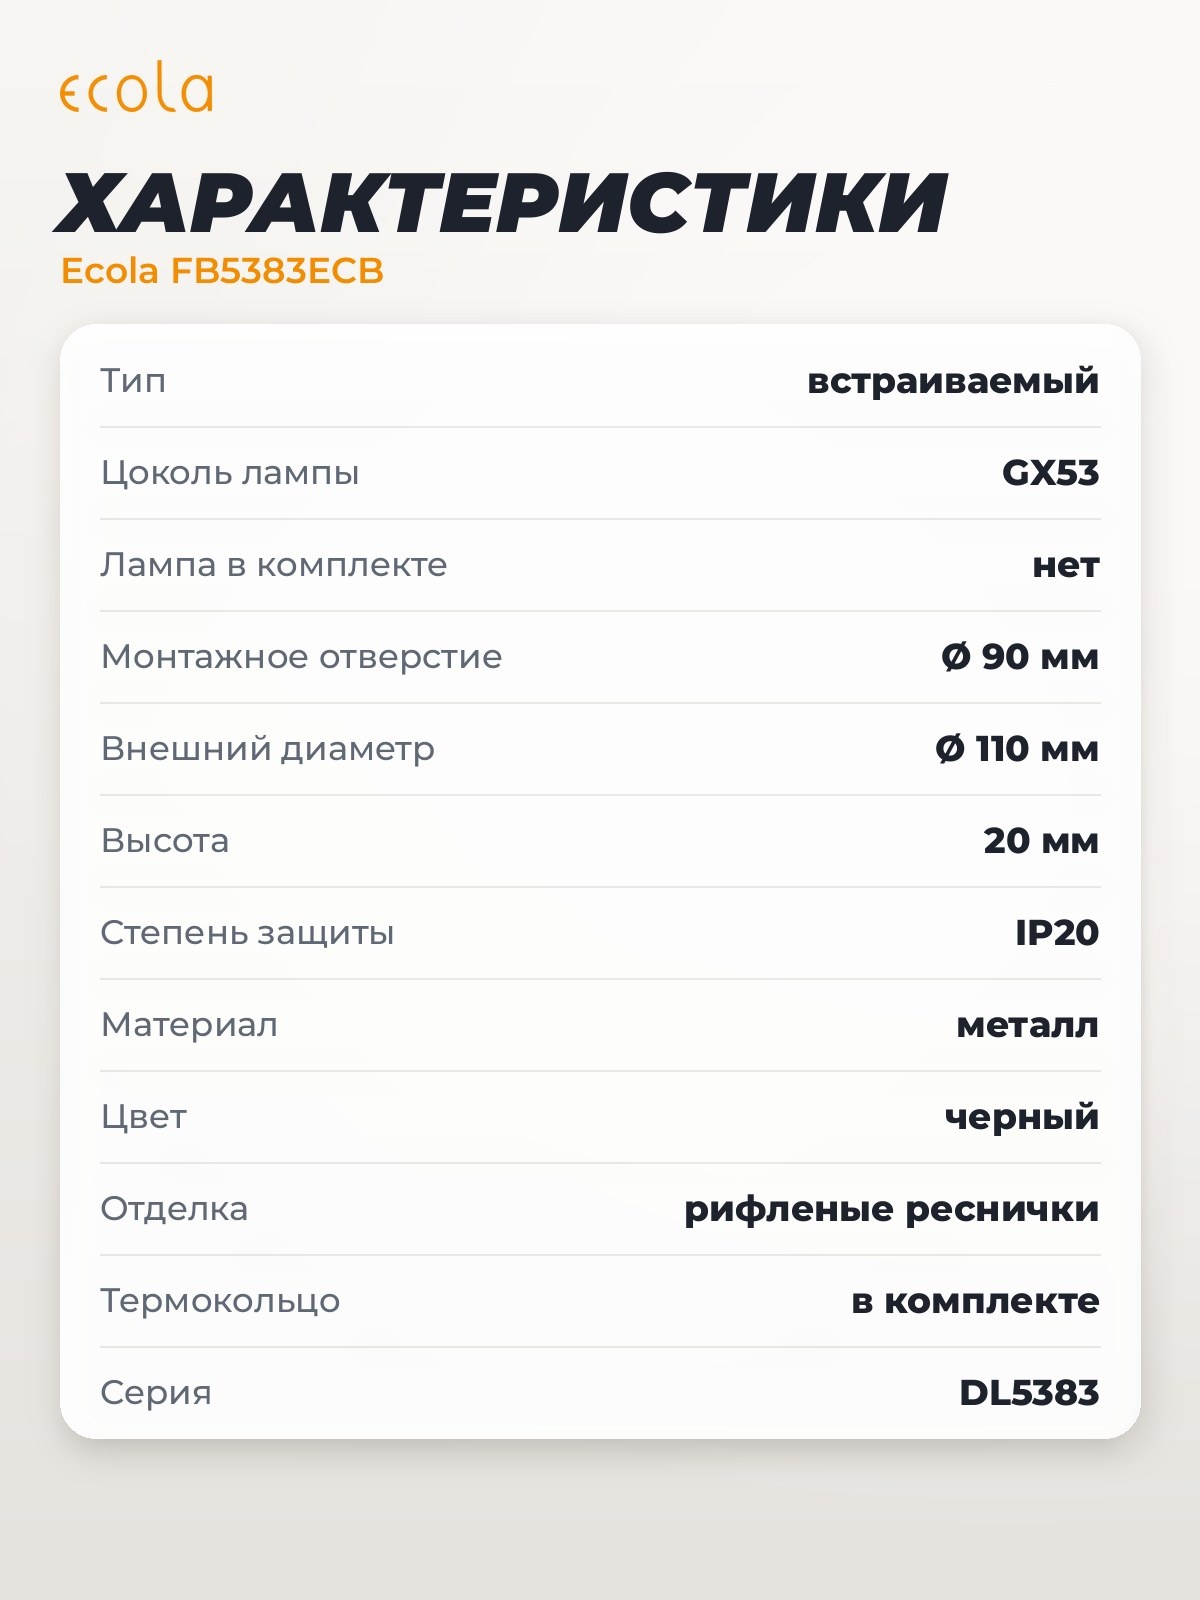 ecola
ХАРАКТЕРИСТИКИ
Ecola FB5383ECB
Тип встраиваемый
Цоколь лампы GX53
Лампа в комплекте нет
Монтажное отверстие Ø 90 мм
Внешний диаметр Ø 110 мм
Высота 20 мм
Степень защиты IP20
Материал металл
Цвет черный
Отделка рифленые реснички
Термокольцо в комплекте
Серия DL5383